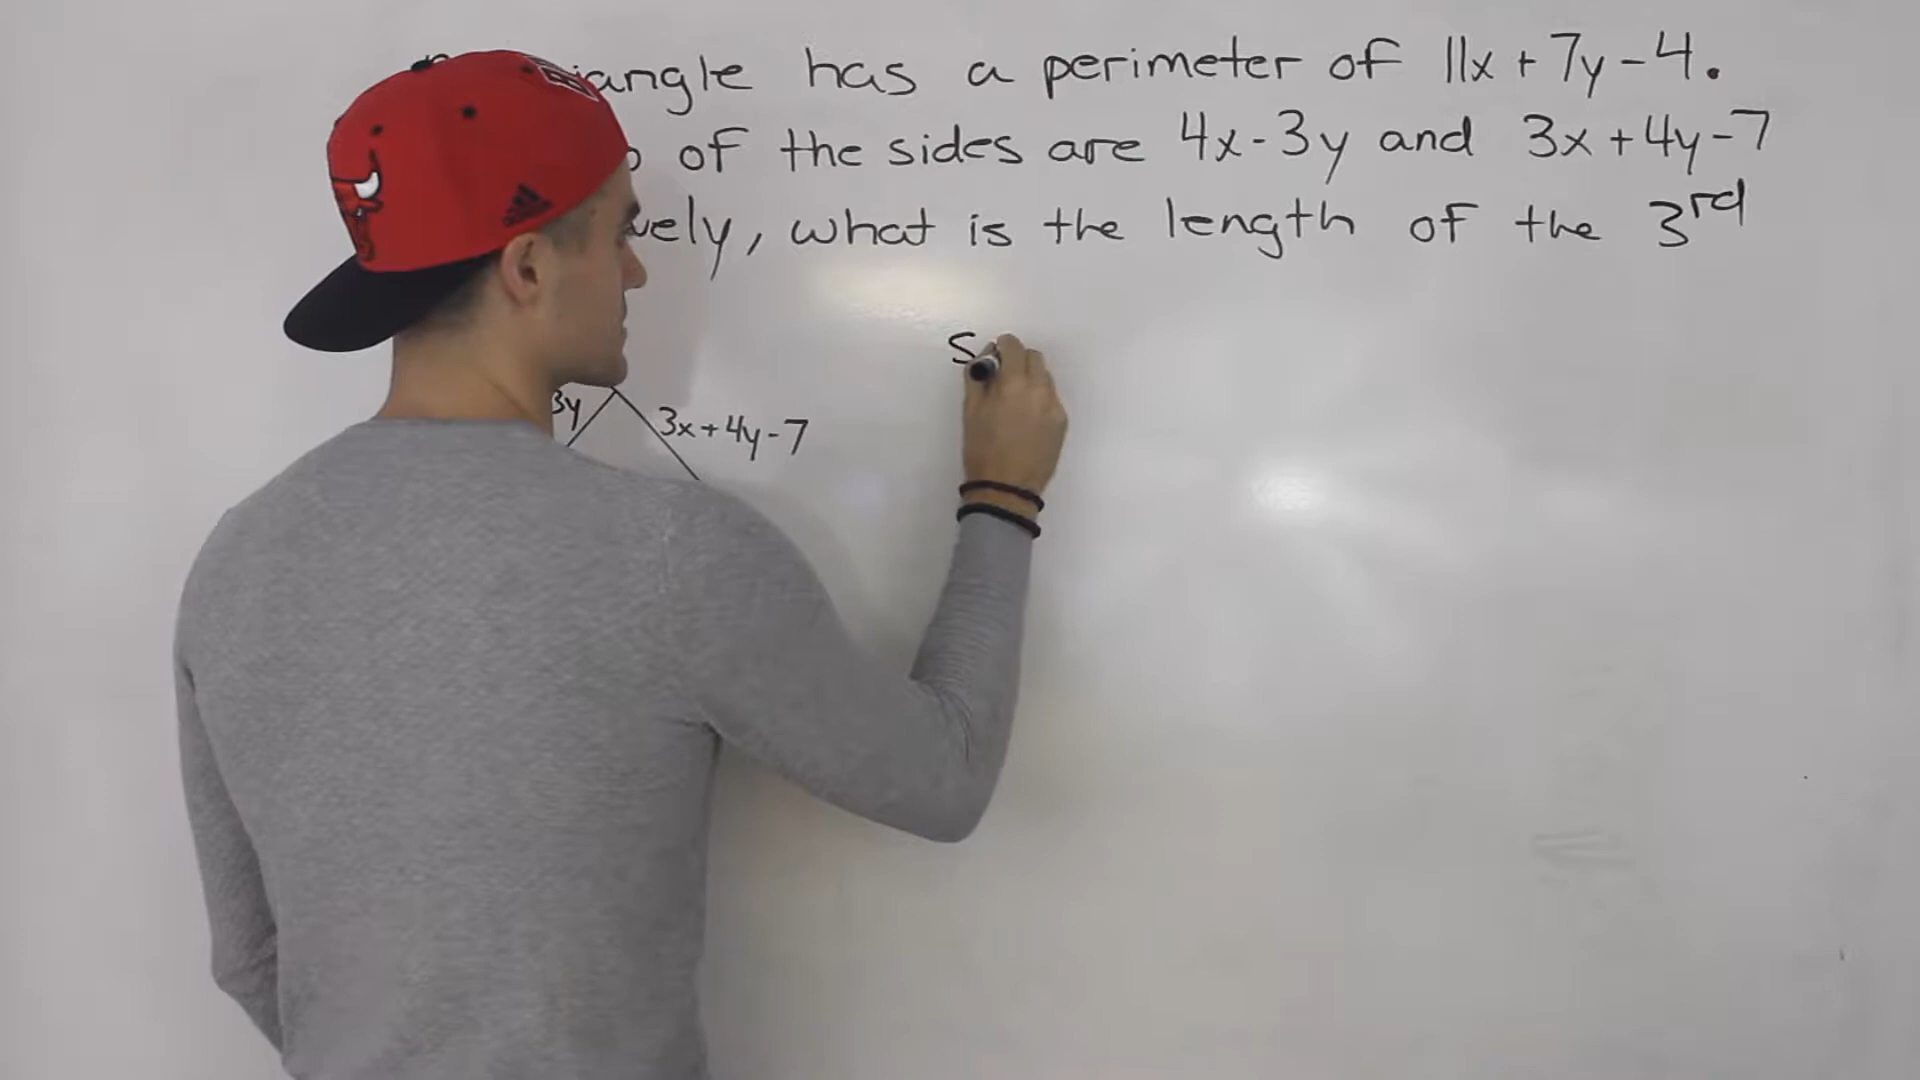 angle has a perimeter of 11x + 7y - 4.
of the sides are 4x - 3y and 3x + 4y - 7
vely, what is the length of the 3rd
S
3y
3x + 4y - 7